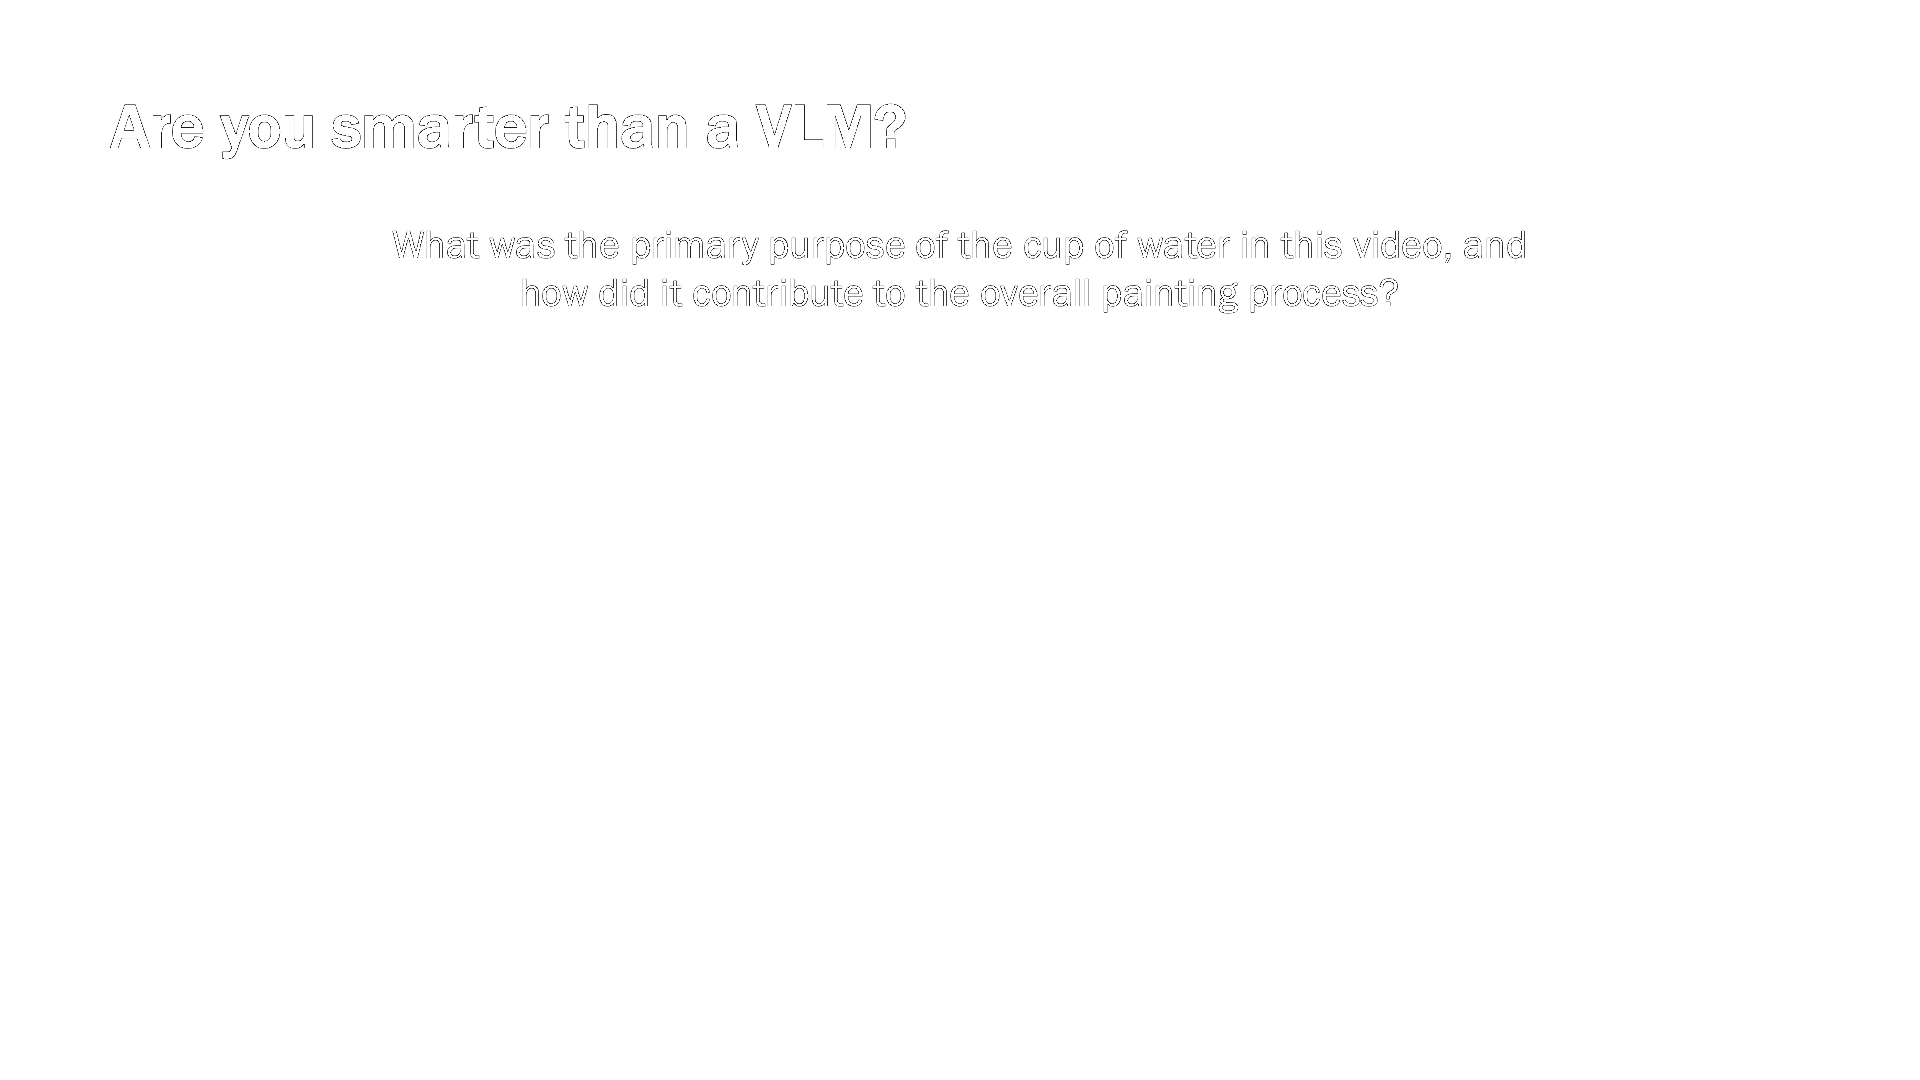 Are you smarter than a VLM?
What was the primary purpose of the cup of water in this video, and
how did it contribute to the overall painting process?